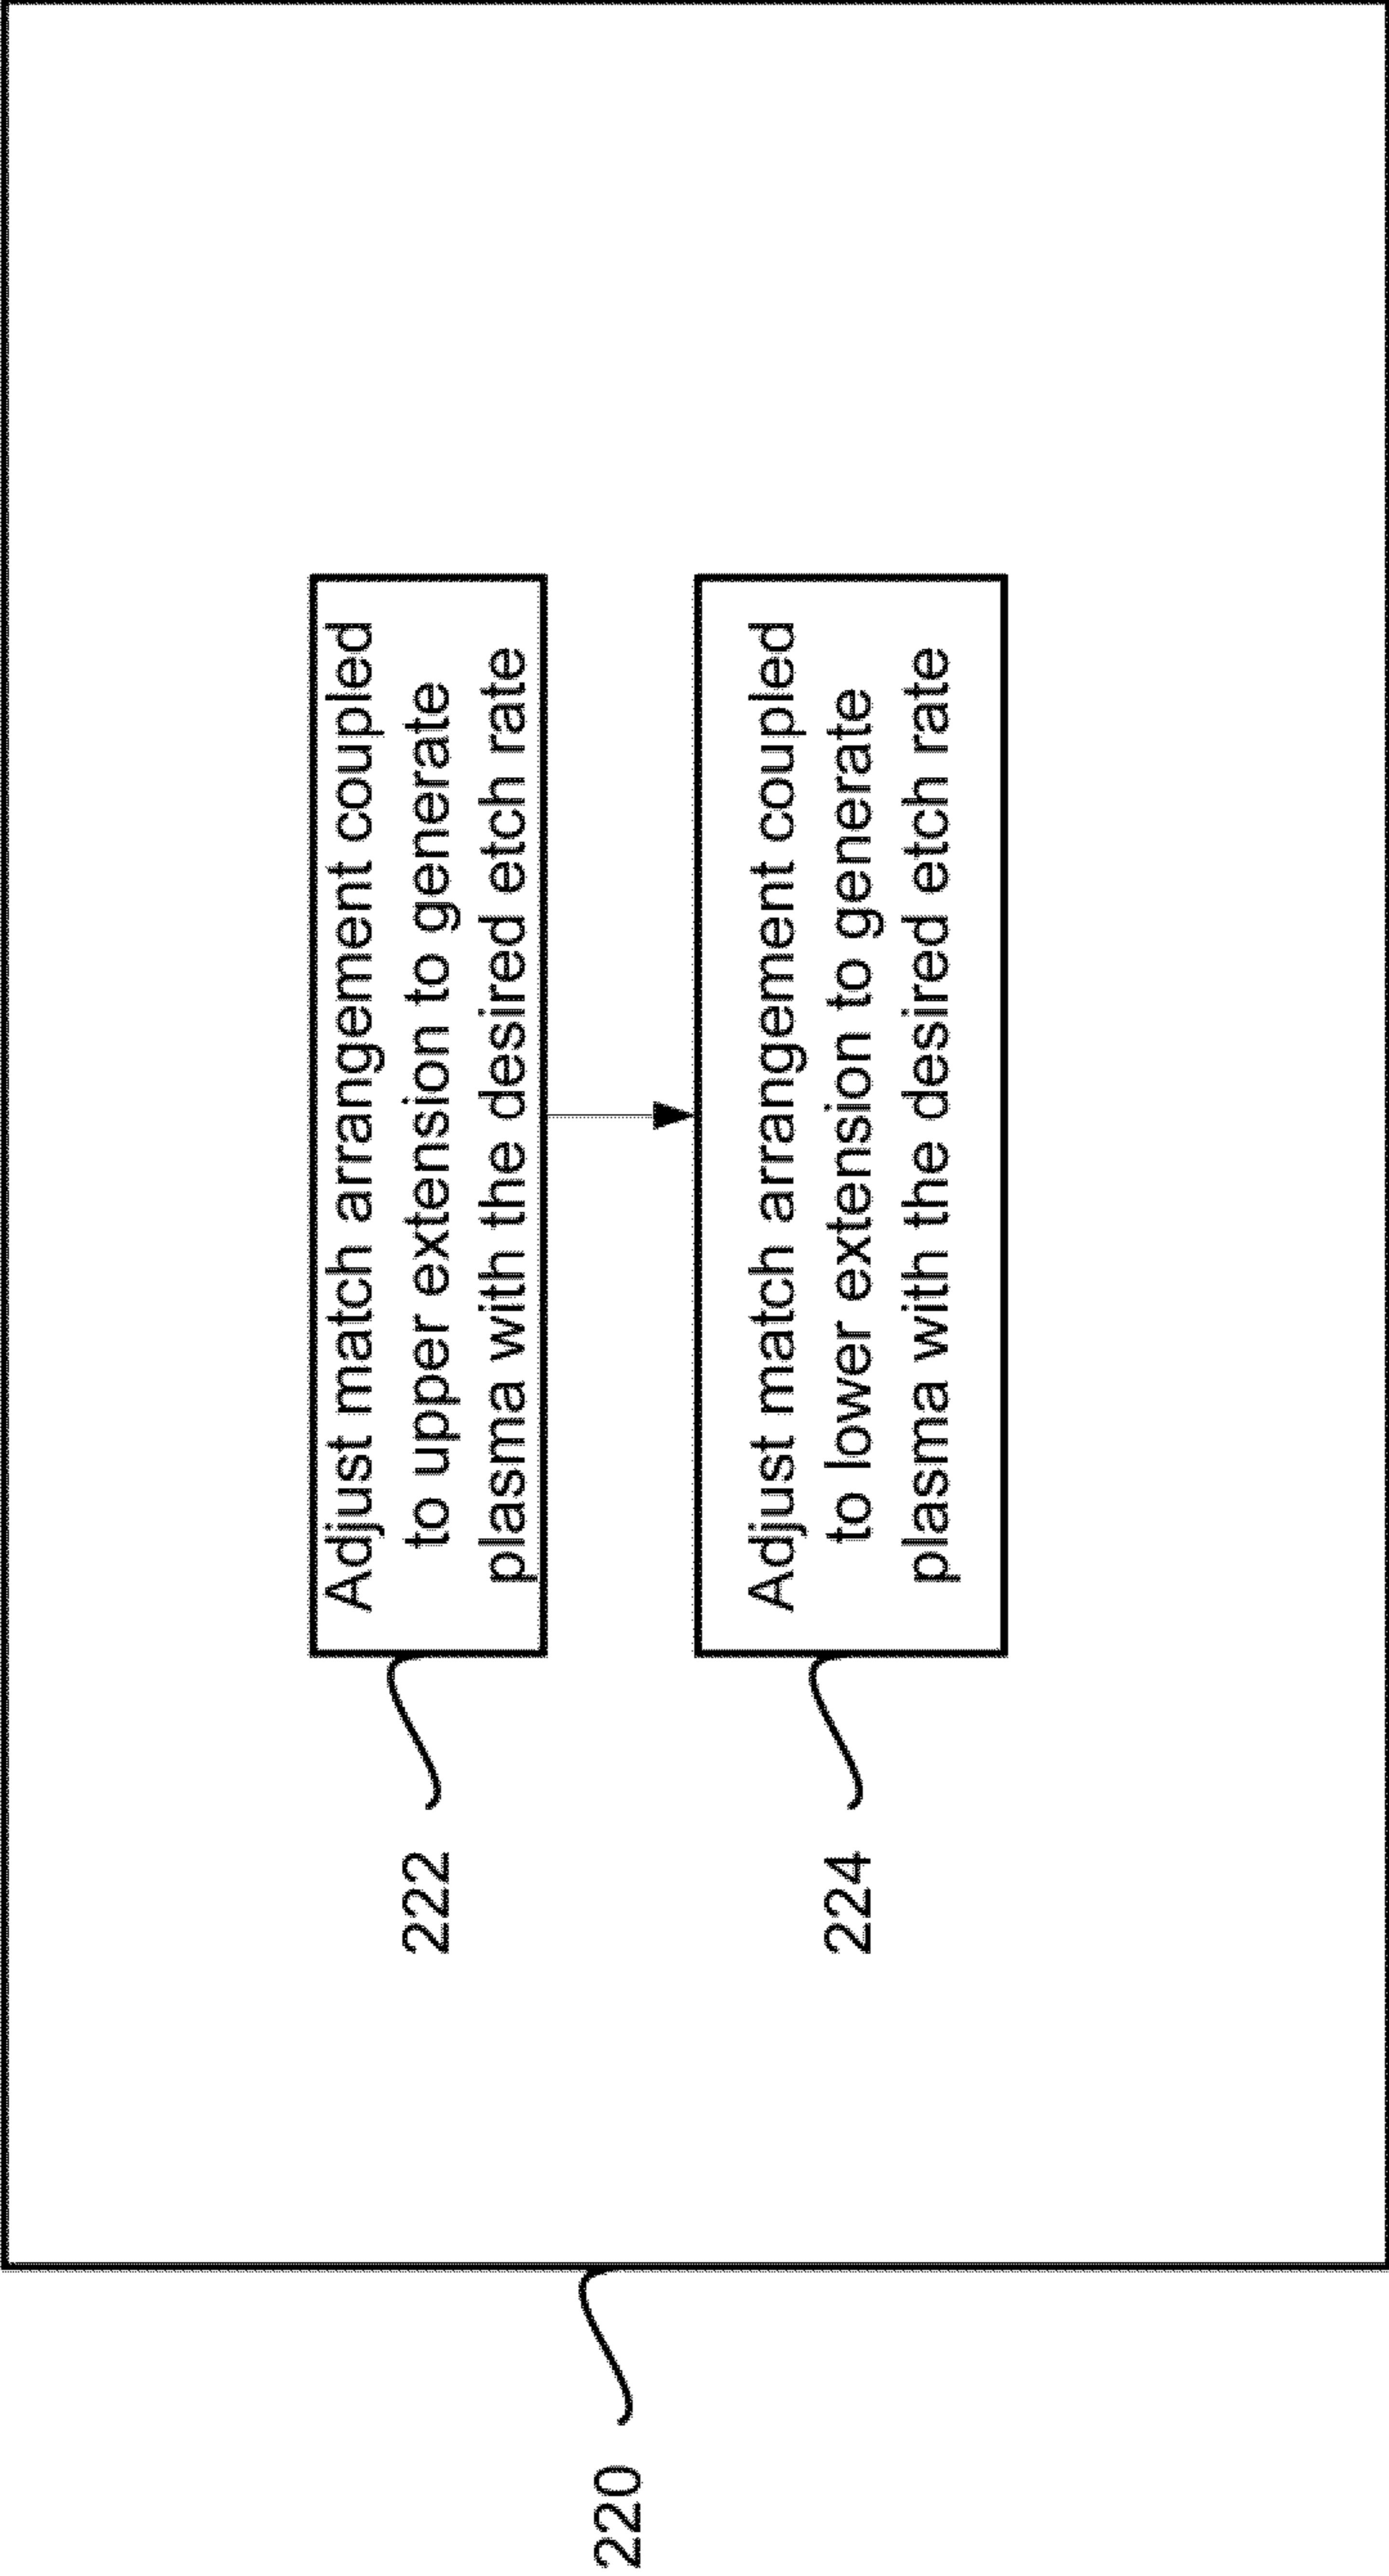 220
222
Adjust match arrangement coupled
to upper extension to generate
plasma with the desired etch rate
224
Adjust match arrangement coupled
to lower extension to generate
plasma with the desired etch rate